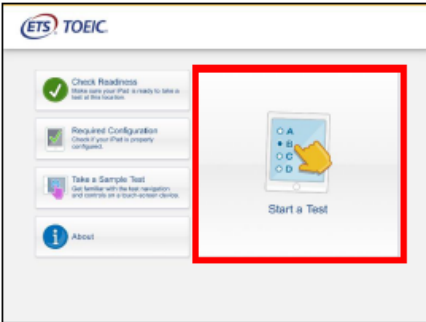 ETS TOEIC.
Check Readiness
Make sure your iPad is ready to take a
test at this location.
Required Configuration
Check if your iPad is properly
configured.
Take a Sample Test
Get familiar with the test navigation
and controls on a touch-screen device.
About
A
B
C
D
Start a Test